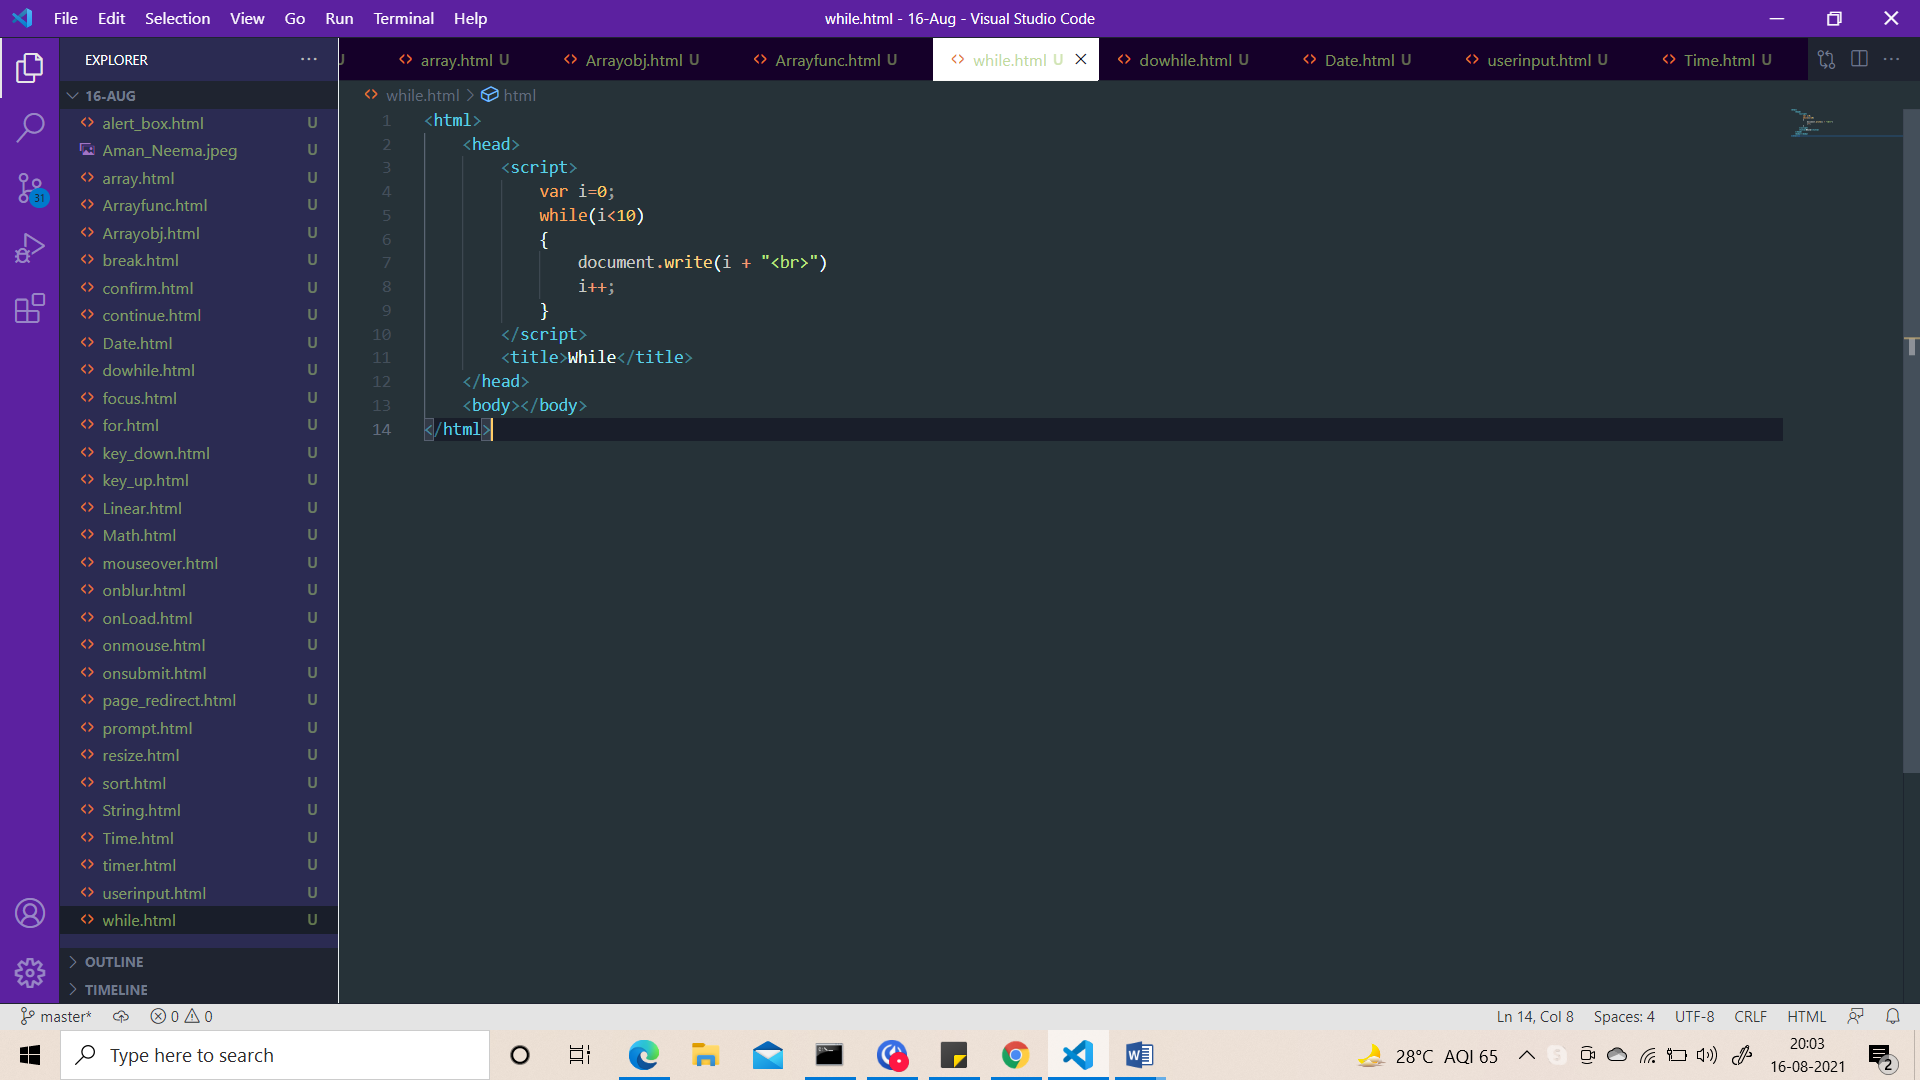 File Edit Selection View Go Run Terminal Help
while.html - 16-Aug - Visual Studio Code
EXPLORER
U
array.html U
Arrayobj.html U
Arrayfunc.html U
while.html U
dowhile.html U
Date.html U
userinput.html U
Time.html U
16-AUG
alert_box.html U
Aman_Neema.jpeg U
array.html U
Arrayfunc.html U
Arrayobj.html U
break.html U
confirm.html U
continue.html U
Date.html U
dowhile.html U
focus.html U
for.html U
key_down.html U
key_up.html U
Linear.html U
Math.html U
mouseover.html U
onblur.html U
onLoad.html U
onmouse.html U
onsubmit.html U
page_redirect.html U
prompt.html U
resize.html U
sort.html U
String.html U
Time.html U
timer.html U
userinput.html U
while.html U
OUTLINE
TIMELINE
31
while.html > html
1 <html>
2 <head>
3 <script>
4 var i=0;
5 while(i<10)
6 {
7 document.write(i + "<br>")
8 i++;
9 }
10 </script>
11 <title>While</title>
12 </head>
13 <body></body>
14 </html>
master* 0 0
Ln 14, Col 8 Spaces: 4 UTF-8 CRLF HTML
Type here to search
28°C AQI 65
20:03
16-08-2021
2